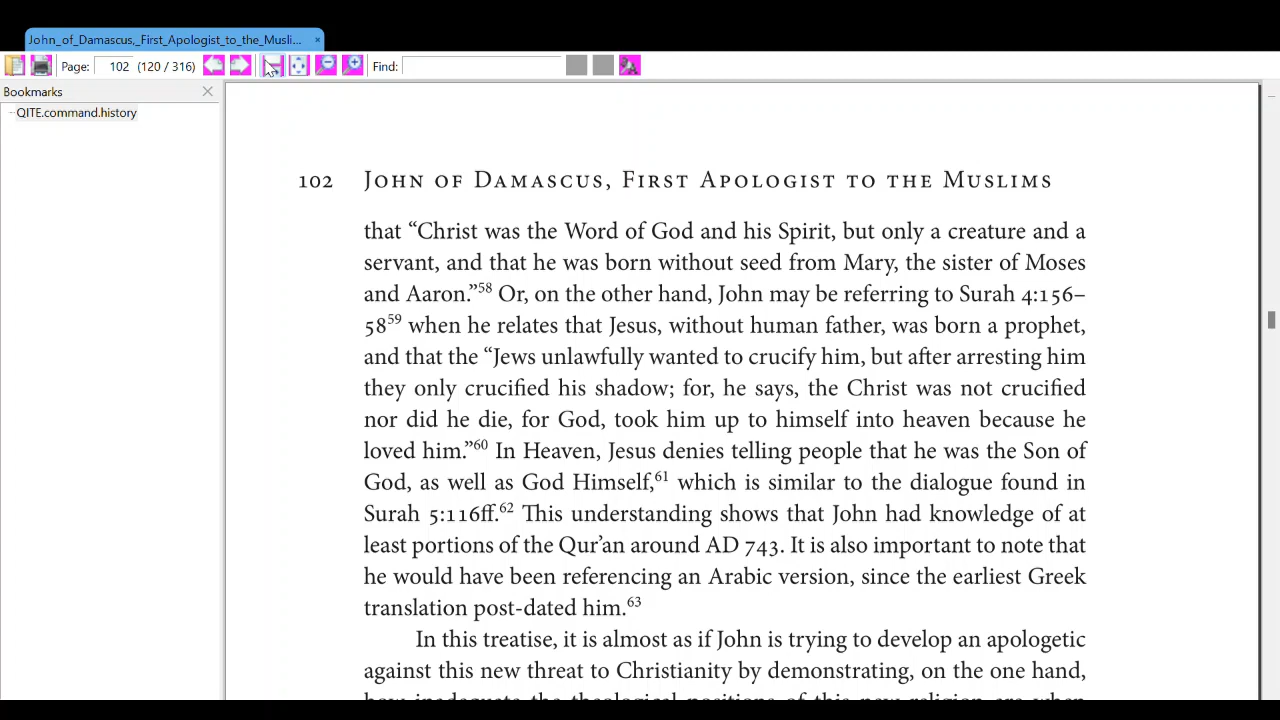 John_of_Damascus,_First_Apologist_to_the_Musli... ×
Page: 102 (120 / 316) Find:
Bookmarks
QITE.command.history
102 John of Damascus, First Apologist to the Muslims
that “Christ was the Word of God and his Spirit, but only a creature and a
servant, and that he was born without seed from Mary, the sister of Moses
and Aaron.”58 Or, on the other hand, John may be referring to Surah 4:156–
5859 when he relates that Jesus, without human father, was born a prophet,
and that the “Jews unlawfully wanted to crucify him, but after arresting him
they only crucified his shadow; for, he says, the Christ was not crucified
nor did he die, for God, took him up to himself into heaven because he
loved him.”60 In Heaven, Jesus denies telling people that he was the Son of
God, as well as God Himself,61 which is similar to the dialogue found in
Surah 5:116ff.62 This understanding shows that John had knowledge of at
least portions of the Qur’an around AD 743. It is also important to note that
he would have been referencing an Arabic version, since the earliest Greek
translation post-dated him.63
In this treatise, it is almost as if John is trying to develop an apologetic
against this new threat to Christianity by demonstrating, on the one hand,
how inadequate the theological positions of this new religion are when